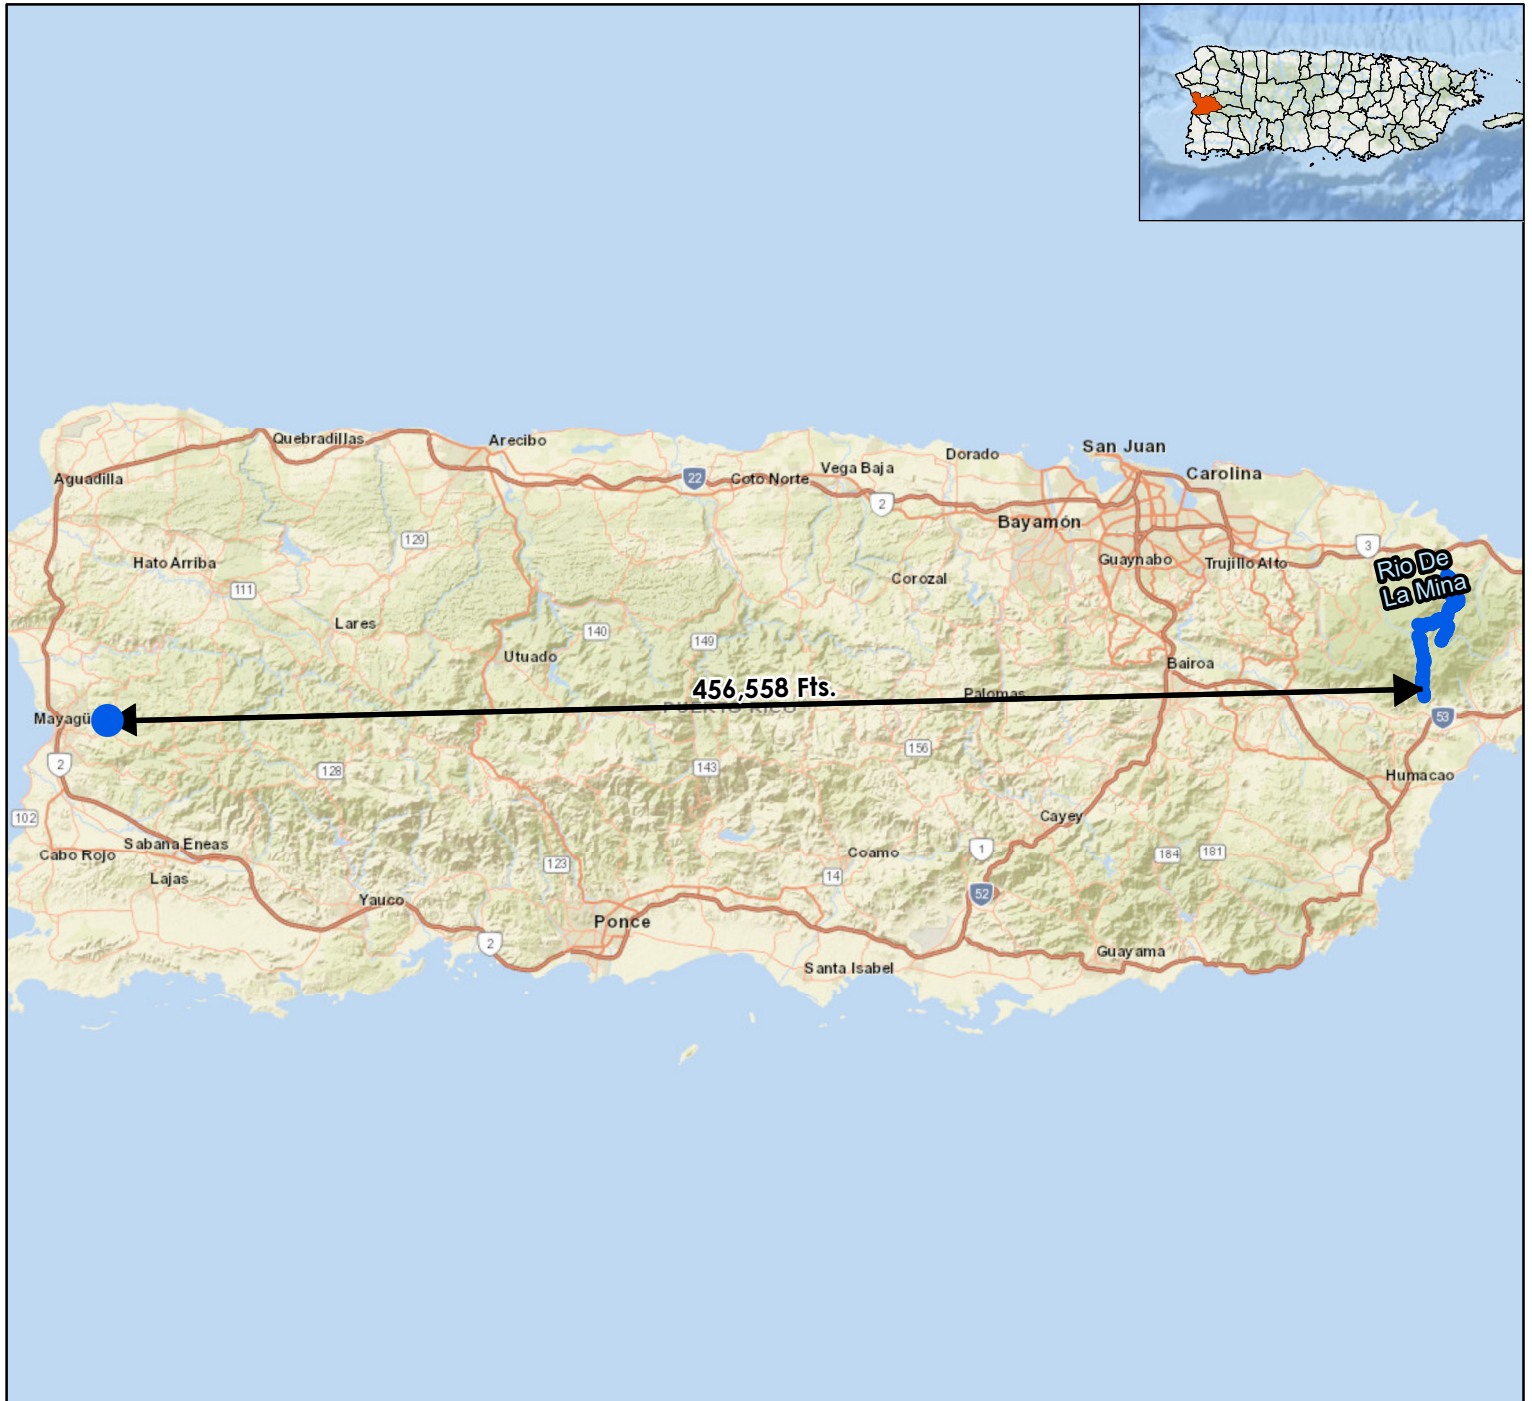 San Juan
Quebradillas
Arecibo
Dorado
Vega Baja
Carolina
Aguadilla
22
Coto Norte
2
Bayamón
129
3
Hato Arriba
Guaynabo
Trujillo Alto
Rio De
La Mina
111
Corozal
Lares
140
149
Utuado
Bairoa
456,558 Fts.
Palomas
PUERTO RICO
Mayagü
53
2
128
143
156
Humacao
102
Cayey
Sabana Eneas
Cabo Rojo
123
Coamo
1
184
181
Lajas
14
52
Yauco
Ponce
2
Guayama
Santa Isabel